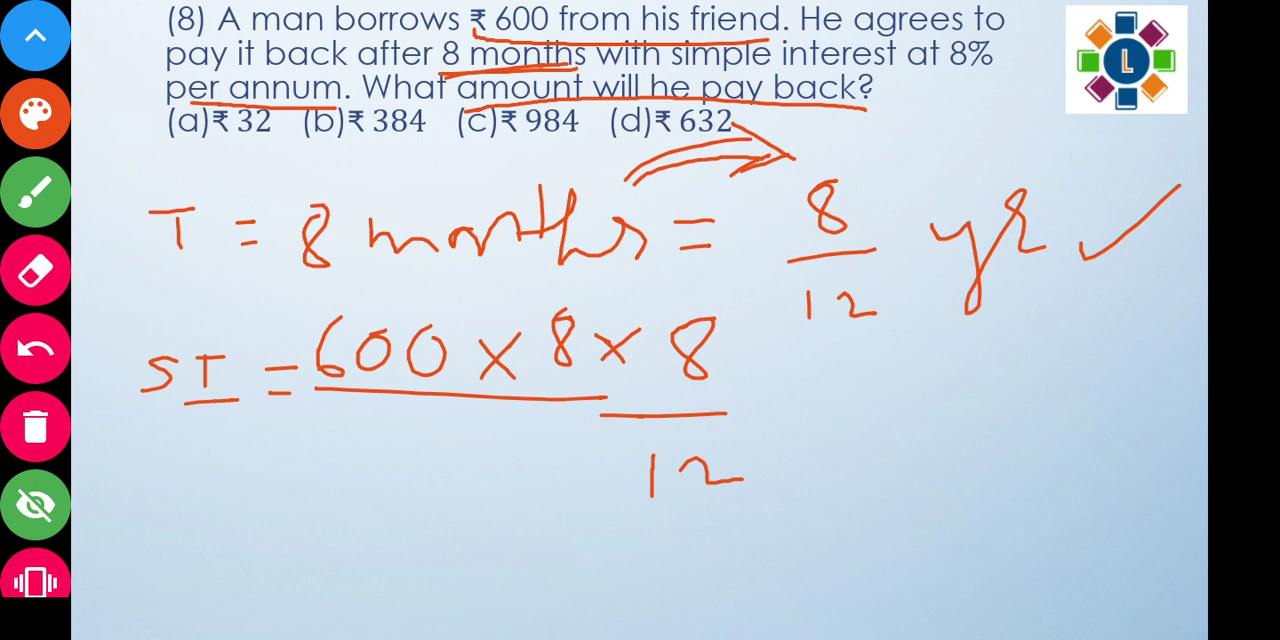 (8) A man borrows ₹ 600 from his friend. He agrees to
pay it back after 8 months with simple interest at 8%
per annum. What amount will he pay back?
(a)₹ 32 (b)₹ 384 (c)₹ 984 (d)₹ 632
L
T = 8 months = 8/12 yr ✓
SI = 600 × 8 × 8
12